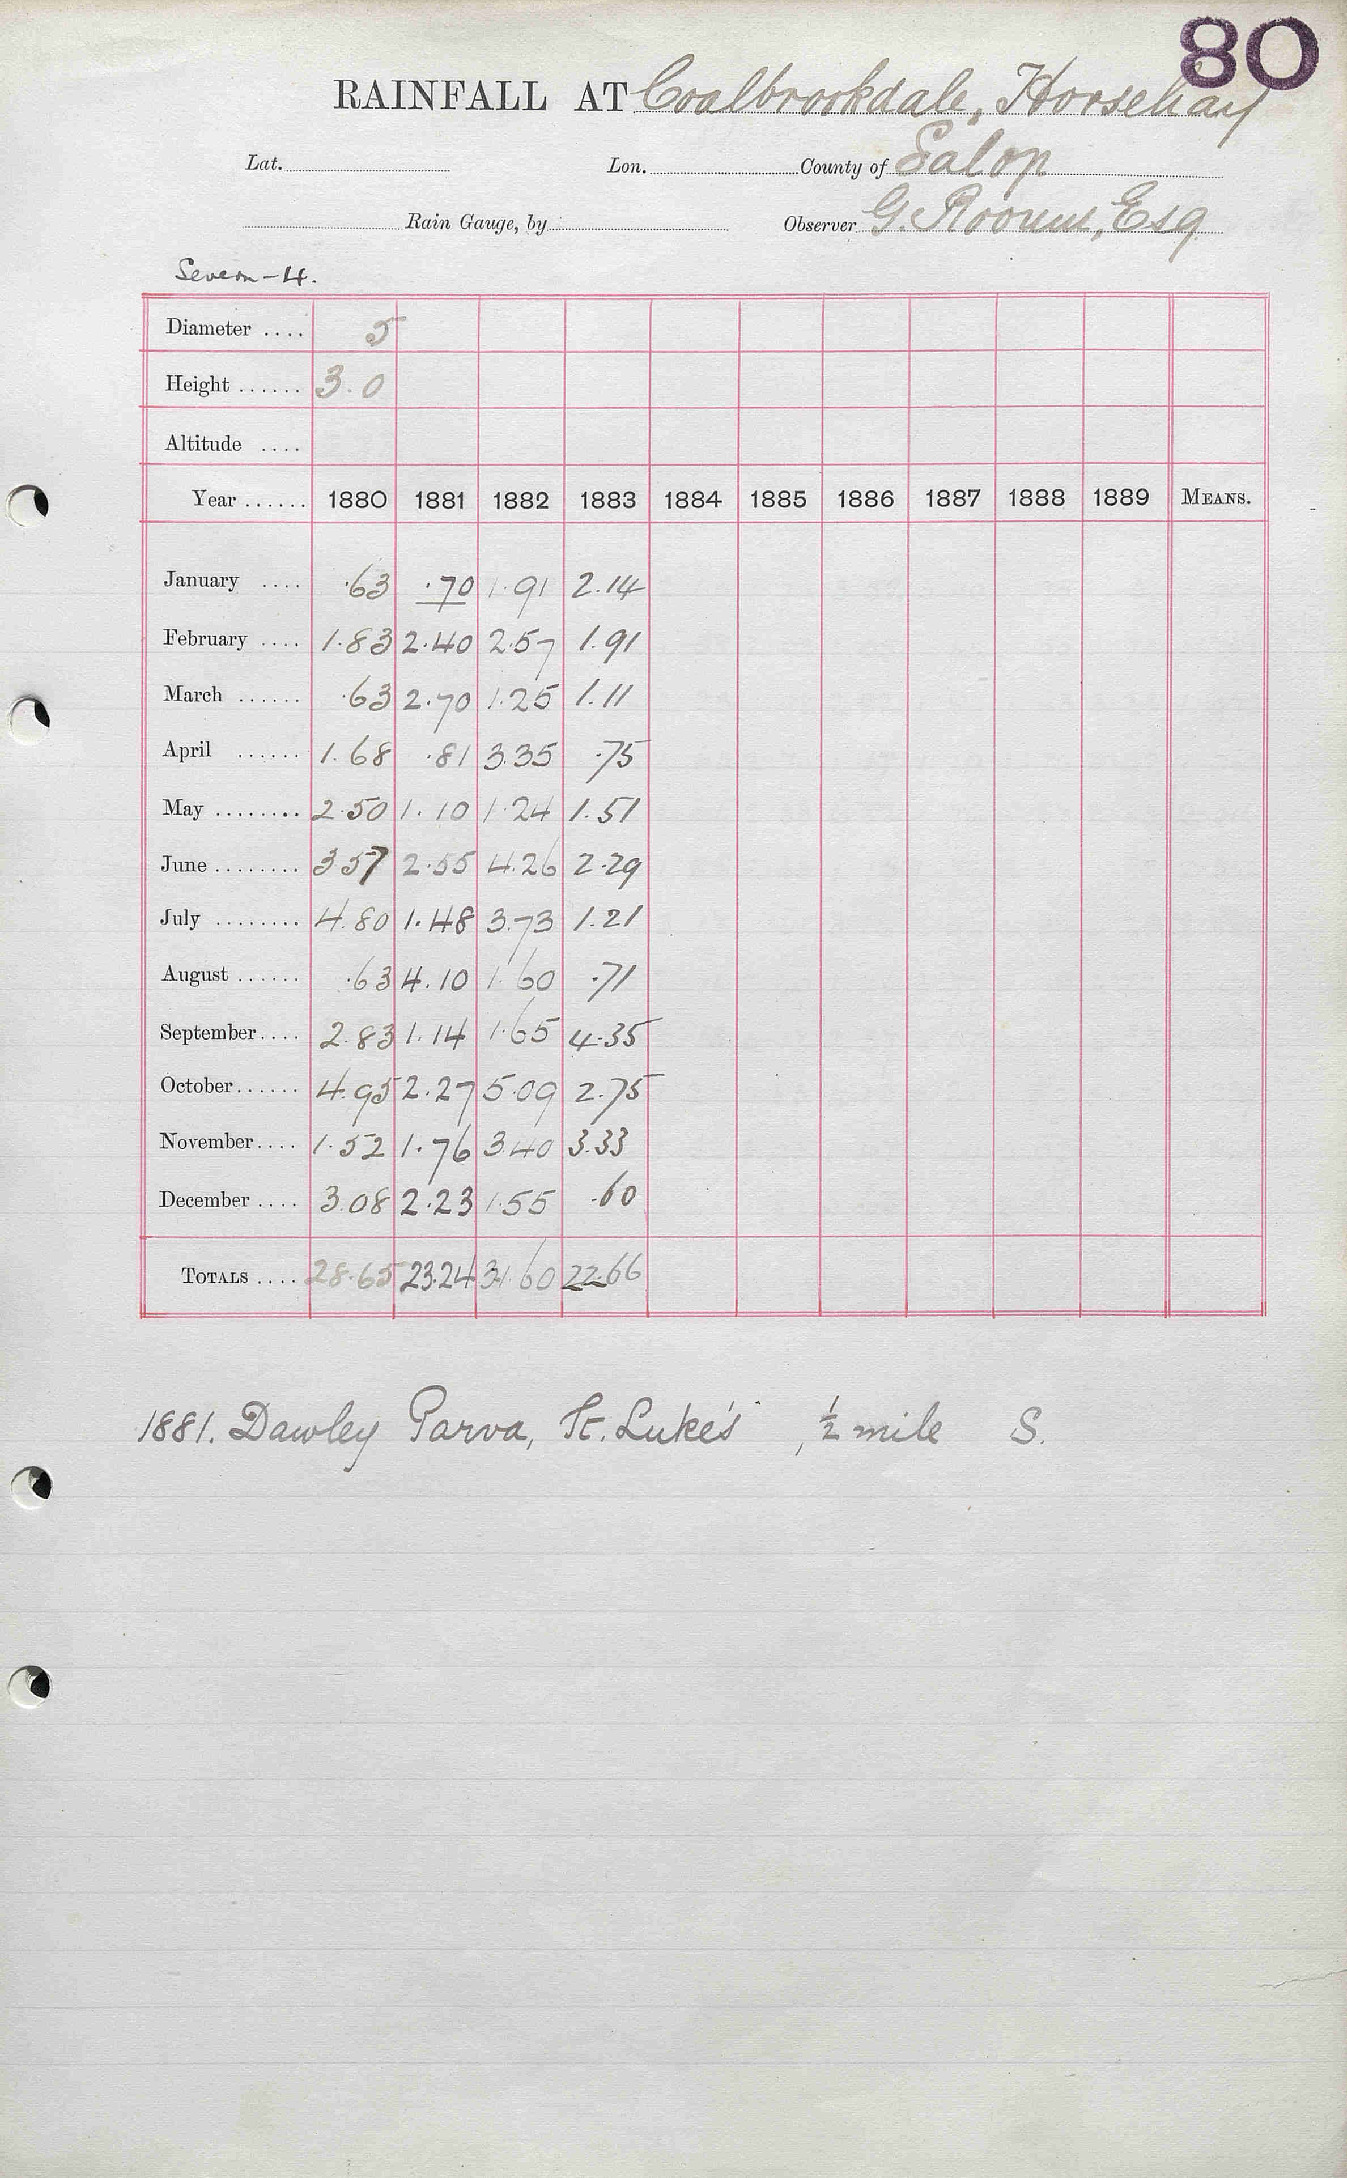 80
RAINFALL AT Coalbrookdale, Horsehay
Lat. Lon. County of Salop
Rain Gauge, by Observer G. Esq
Severn-4.
Diameter .... 5
Height ...... 3.0
Altitude ....
Year ...... 1880 1881 1882 1883 1884 1885 1886 1887 1888 1889 MEANS.
January .... .63 .70 1.91 2.14
February .... 1.83 2.40 2.57 1.91
March ...... .63 2.70 1.25 1.11
April ...... 1.68 .81 3.35 .75
May ........ 2.50 1.10 1.24 1.51
June ........ 3 57 2.55 4.26 2.29
July ........ 4.80 1.48 3.73 1.21
August ...... .63 4.10 1.60 .71
September.... 2.83 1.14 1.65 4.35
October...... 4.95 2.27 5.09 2.75
November.... 1.52 1.76 3.40 3.33
December .... 3.08 2.23 1.55 .60
TOTALS .... 28.65 23.24 31.60 22.66
1881. Dawley Parva, St. Luke's , ½ mile S.